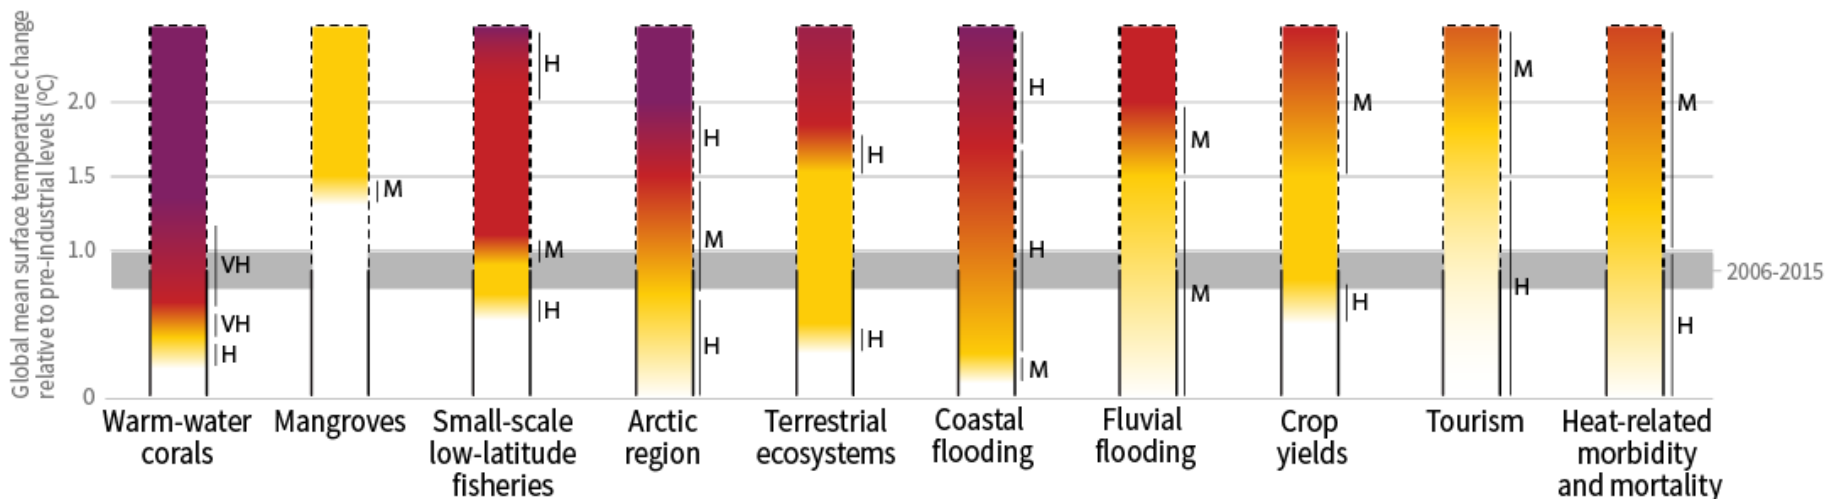 Global mean surface temperature change
relative to pre-industrial levels (ºC)
2.0
1.5
1.0
0
VH
VH
H
M
H
M
H
H
M
H
H
H
H
H
M
M
M
M
H
M
H
M
H
2006-2015
Warm-water
corals
Mangroves
Small-scale
low-latitude
fisheries
Arctic
region
Terrestrial
ecosystems
Coastal
flooding
Fluvial
flooding
Crop
yields
Tourism
Heat-related
morbidity
and mortality